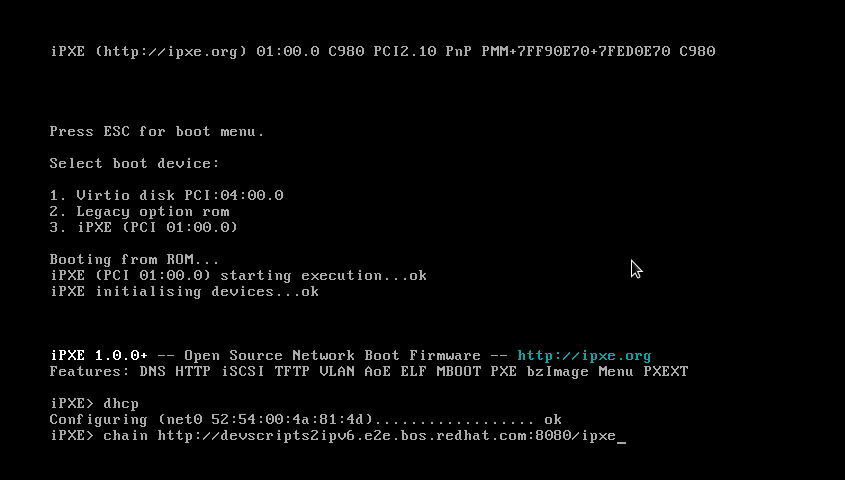 iPXE (http://ipxe.org) 01:00.0 C980 PCI2.10 PnP PMM+7FF90E70+7FED0E70 C980
Press ESC for boot menu.
Select boot device:
1. Virtio disk PCI:04:00.0
2. Legacy option rom
3. iPXE (PCI 01:00.0)
Booting from ROM...
iPXE (PCI 01:00.0) starting execution...ok
iPXE initialising devices...ok
iPXE 1.0.0+ -- Open Source Network Boot Firmware -- http://ipxe.org
Features: DNS HTTP iSCSI TFTP VLAN AoE ELF MBOOT PXE bzImage Menu PXEXT
iPXE> dhcp
Configuring (net0 52:54:00:4a:81:4d).................. ok
iPXE> chain http://devscripts2ipv6.e2e.bos.redhat.com:8080/ipxe_